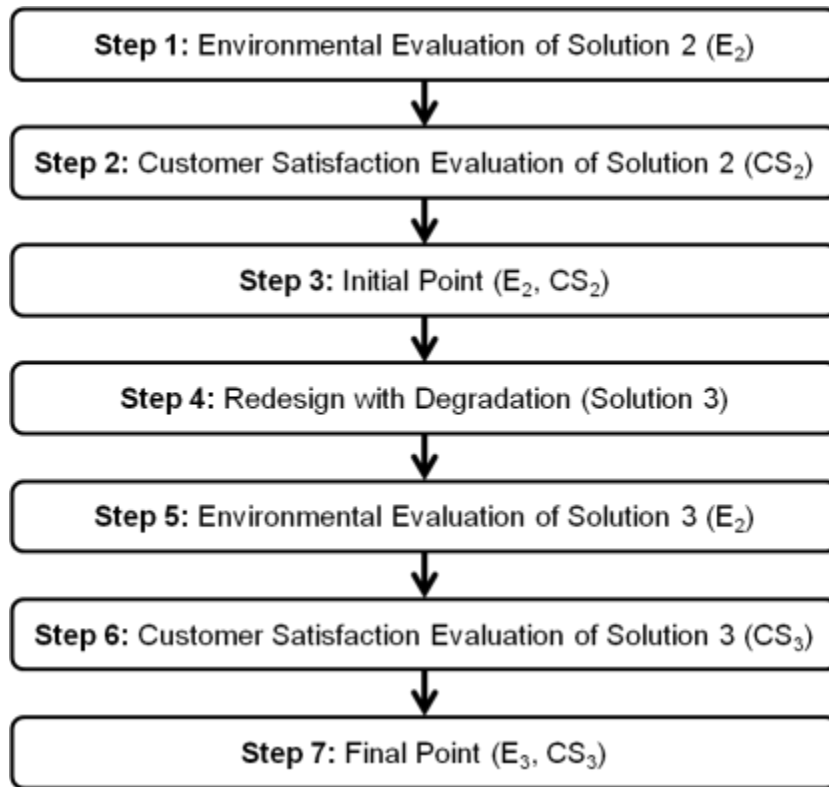 Step 1: Environmental Evaluation of Solution 2 (E₂)
Step 2: Customer Satisfaction Evaluation of Solution 2 (CS₂)
Step 3: Initial Point (E₂, CS₂)
Step 4: Redesign with Degradation (Solution 3)
Step 5: Environmental Evaluation of Solution 3 (E₂)
Step 6: Customer Satisfaction Evaluation of Solution 3 (CS₃)
Step 7: Final Point (E₃, CS₃)